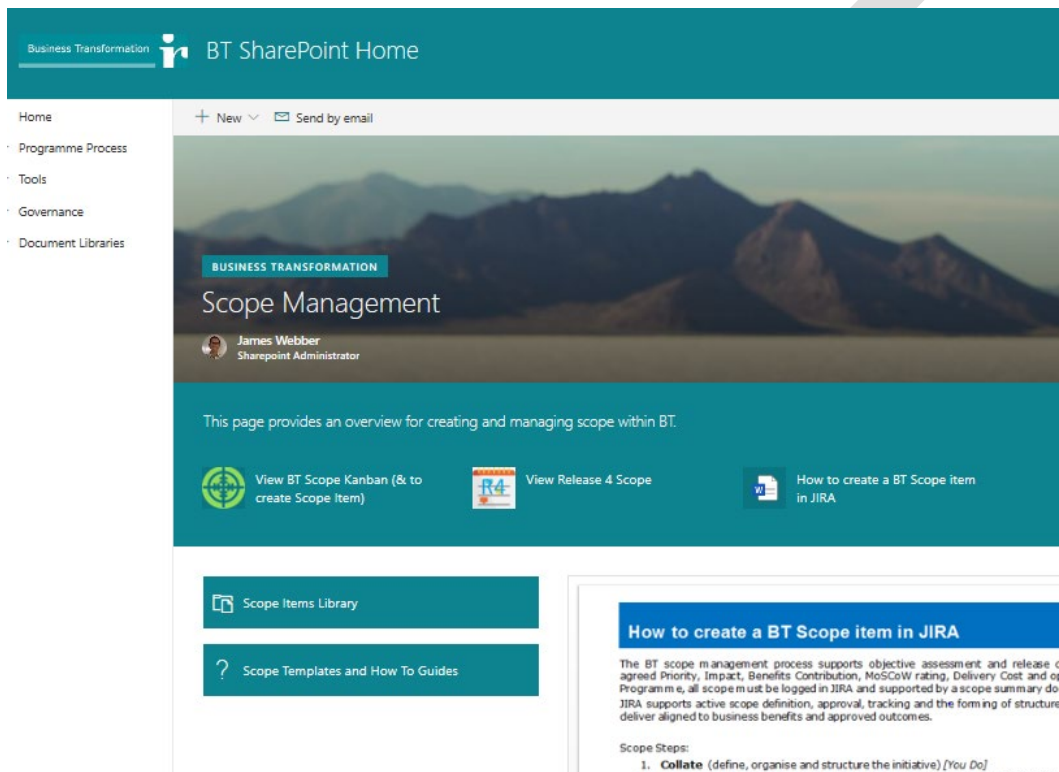 Business Transformation
ir
BT SharePoint Home
Home
Programme Process
Tools
Governance
Document Libraries
New
Send by email
BUSINESS TRANSFORMATION
Scope Management
James Webber
Sharepoint Administrator
This page provides an overview for creating and managing scope within BT.
View BT Scope Kanban (& to
create Scope Item)
R4
View Release 4 Scope
How to create a BT Scope item
in JIRA
Scope Items Library
? Scope Templates and How To Guides
How to create a BT Scope item in JIRA
The BT scope management process supports objective assessment and release
agreed Priority, Impact, Benefits Contribution, MoSCoW rating, Delivery Cost and
Programme, all scope must be logged in JIRA and supported by a scope summary
JIRA supports active scope definition, approval, tracking and the forming of
deliver aligned to business benefits and approved outcomes.
Scope Steps:
1. Collate (define, organise and structure the initiative) [You Do]